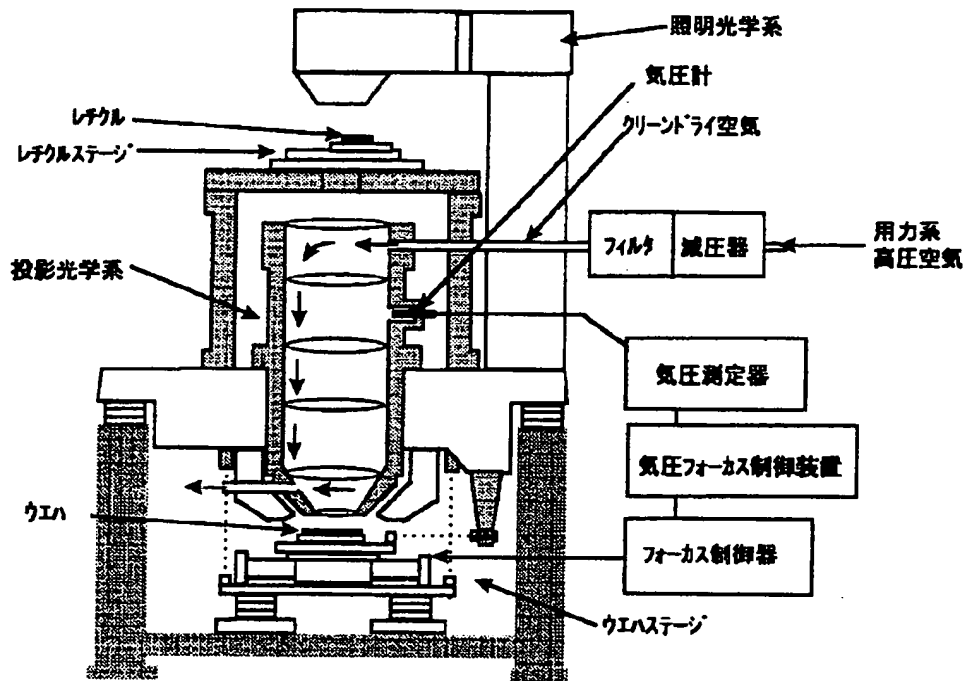 照明光学系
気圧計
クリーンドライ空気
レチクル
レチクルステージ
フィルタ
減圧器
用力系
高圧空気
投影光学系
気圧測定器
気圧フォーカス制御装置
ウエハ
フォーカス制御器
ウエハステージ